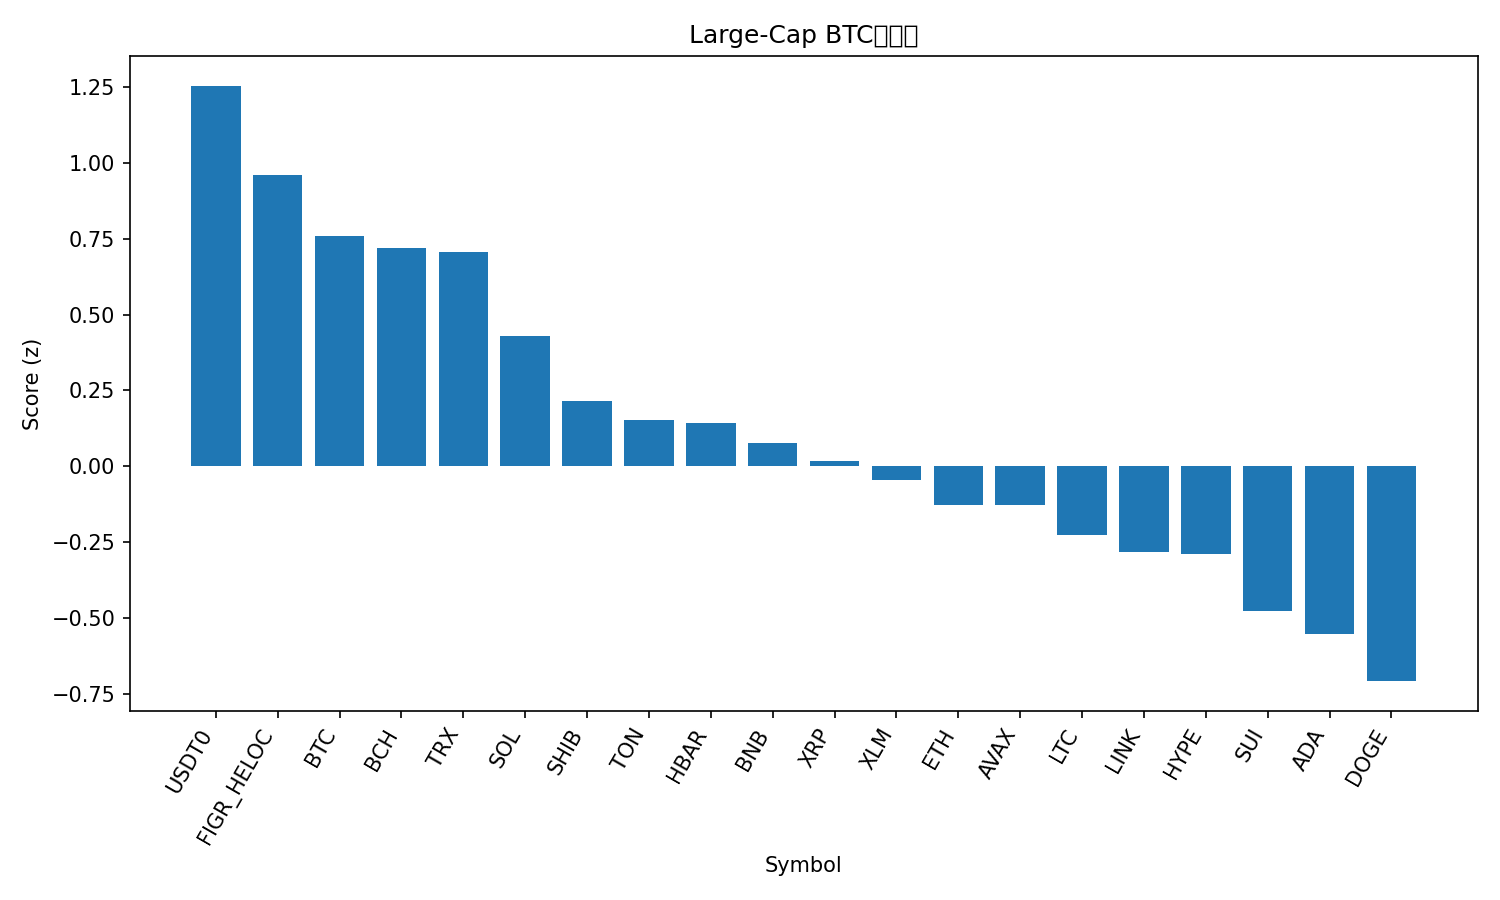 Large-Cap BTC
1.25
1.00
0.75
0.50
0.25
0.00
−0.25
−0.50
−0.75
Score (z)
USDT0
FIGR_HELOC
BTC
BCH
TRX
SOL
SHIB
TON
HBAR
BNB
XRP
XLM
ETH
AVAX
LTC
LINK
HYPE
SUI
ADA
DOGE
Symbol